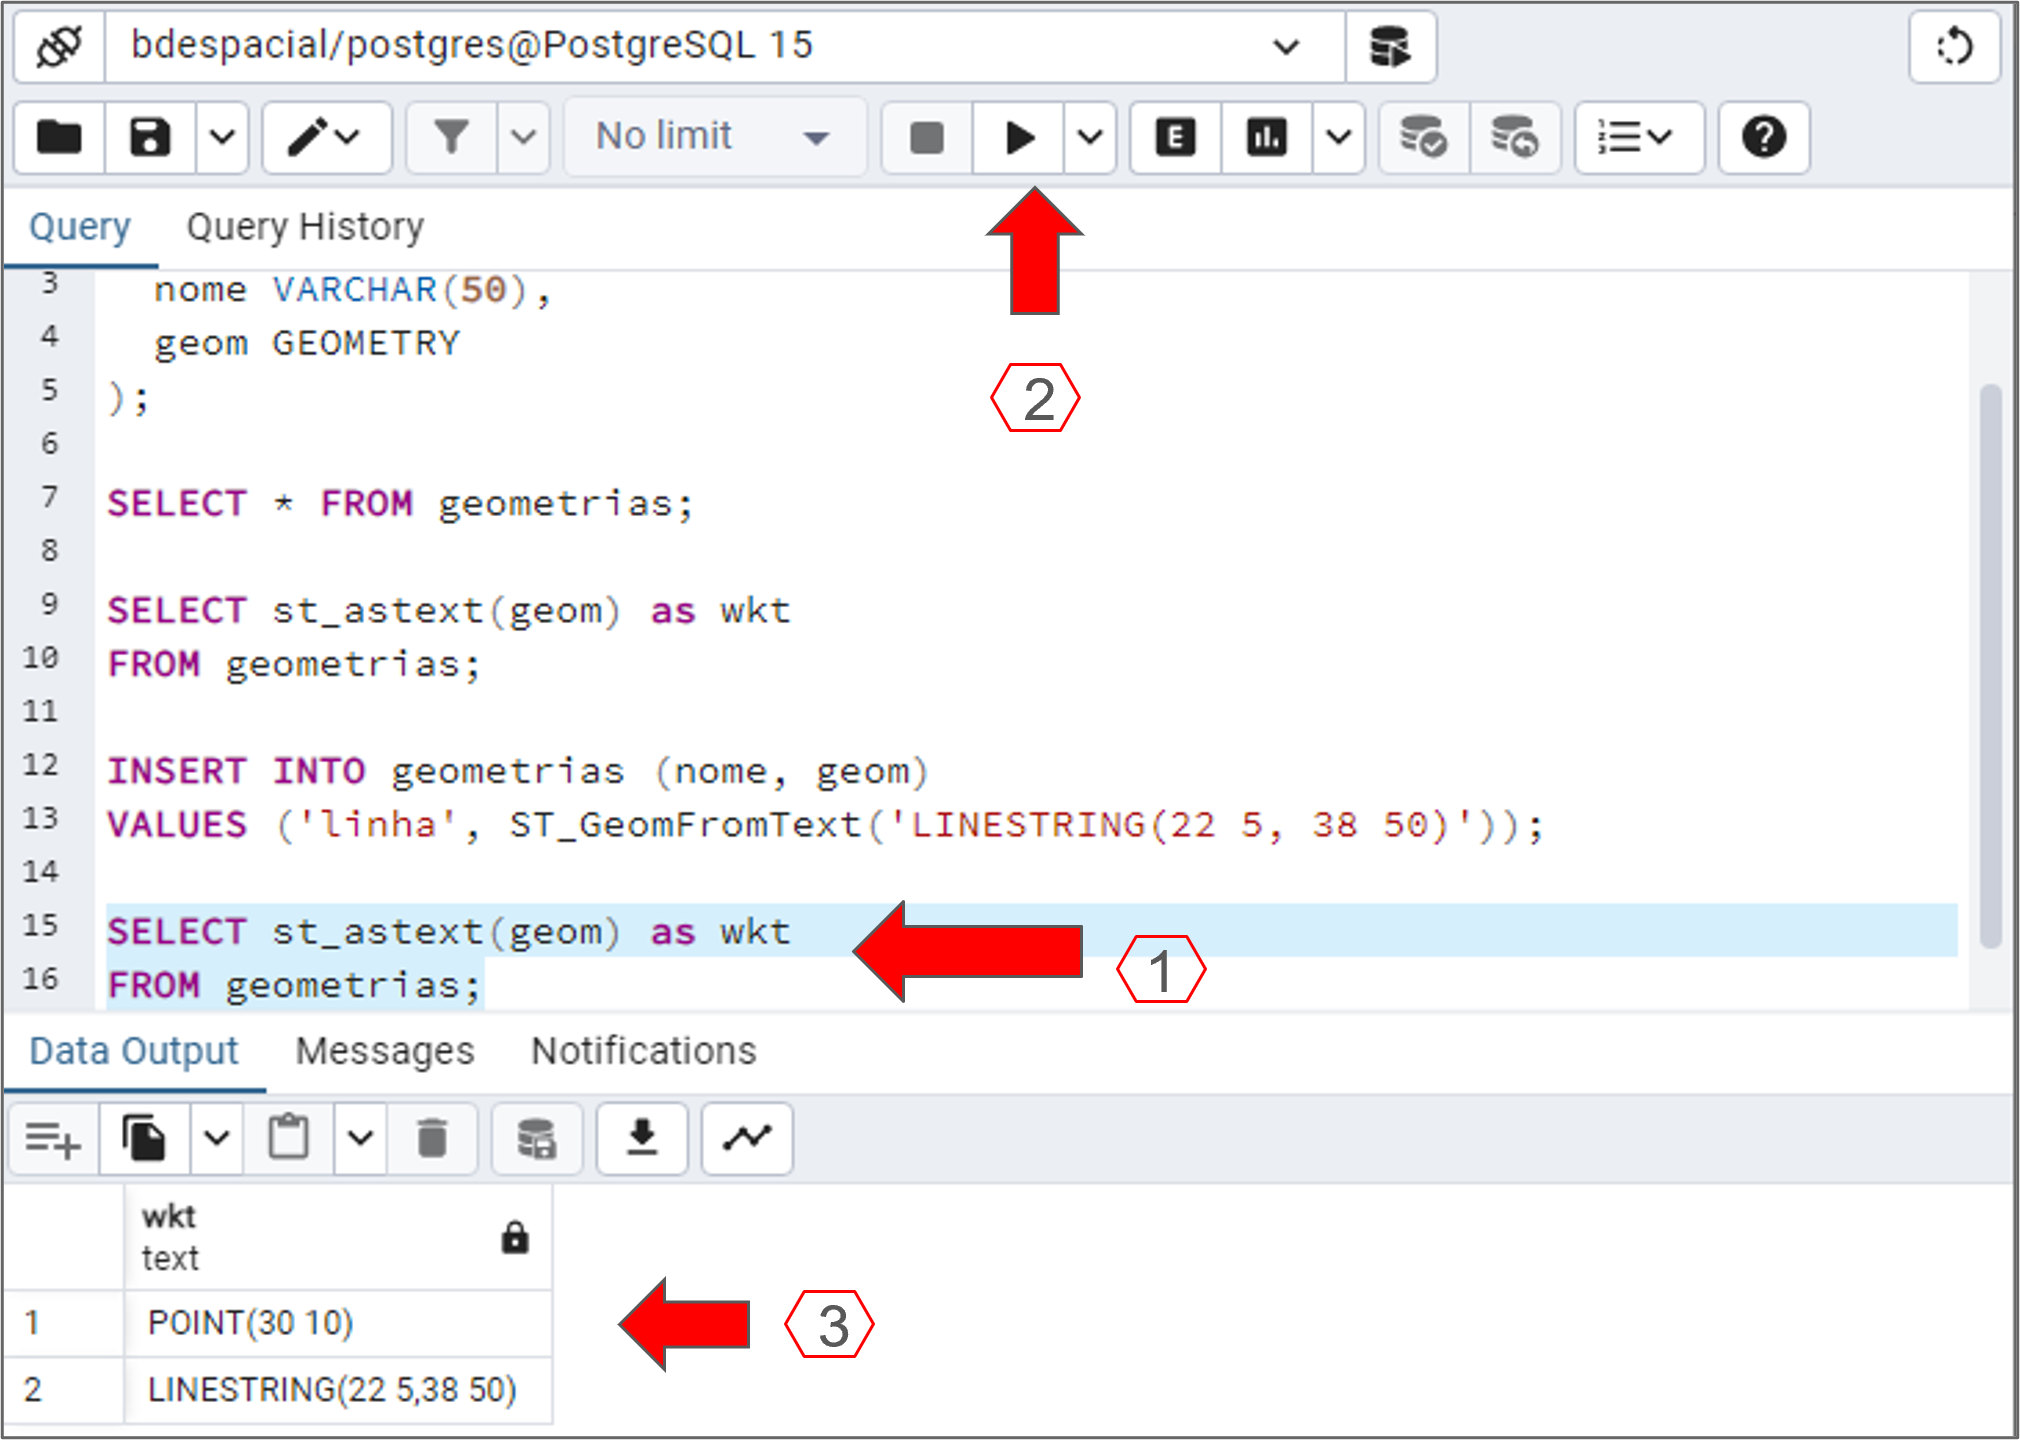 bdespacial/postgres@PostgreSQL 15
No limit
E
Query Query History
3 nome VARCHAR(50),
4 geom GEOMETRY
5 );
6
7 SELECT * FROM geometrias;
8
9 SELECT st_astext(geom) as wkt
10 FROM geometrias;
11
12 INSERT INTO geometrias (nome, geom)
13 VALUES ('linha', ST_GeomFromText('LINESTRING(22 5, 38 50)'));
14
15 SELECT st_astext(geom) as wkt
16 FROM geometrias;
2
1
Data Output Messages Notifications
wkt
text
1 POINT(30 10)
2 LINESTRING(22 5,38 50)
3